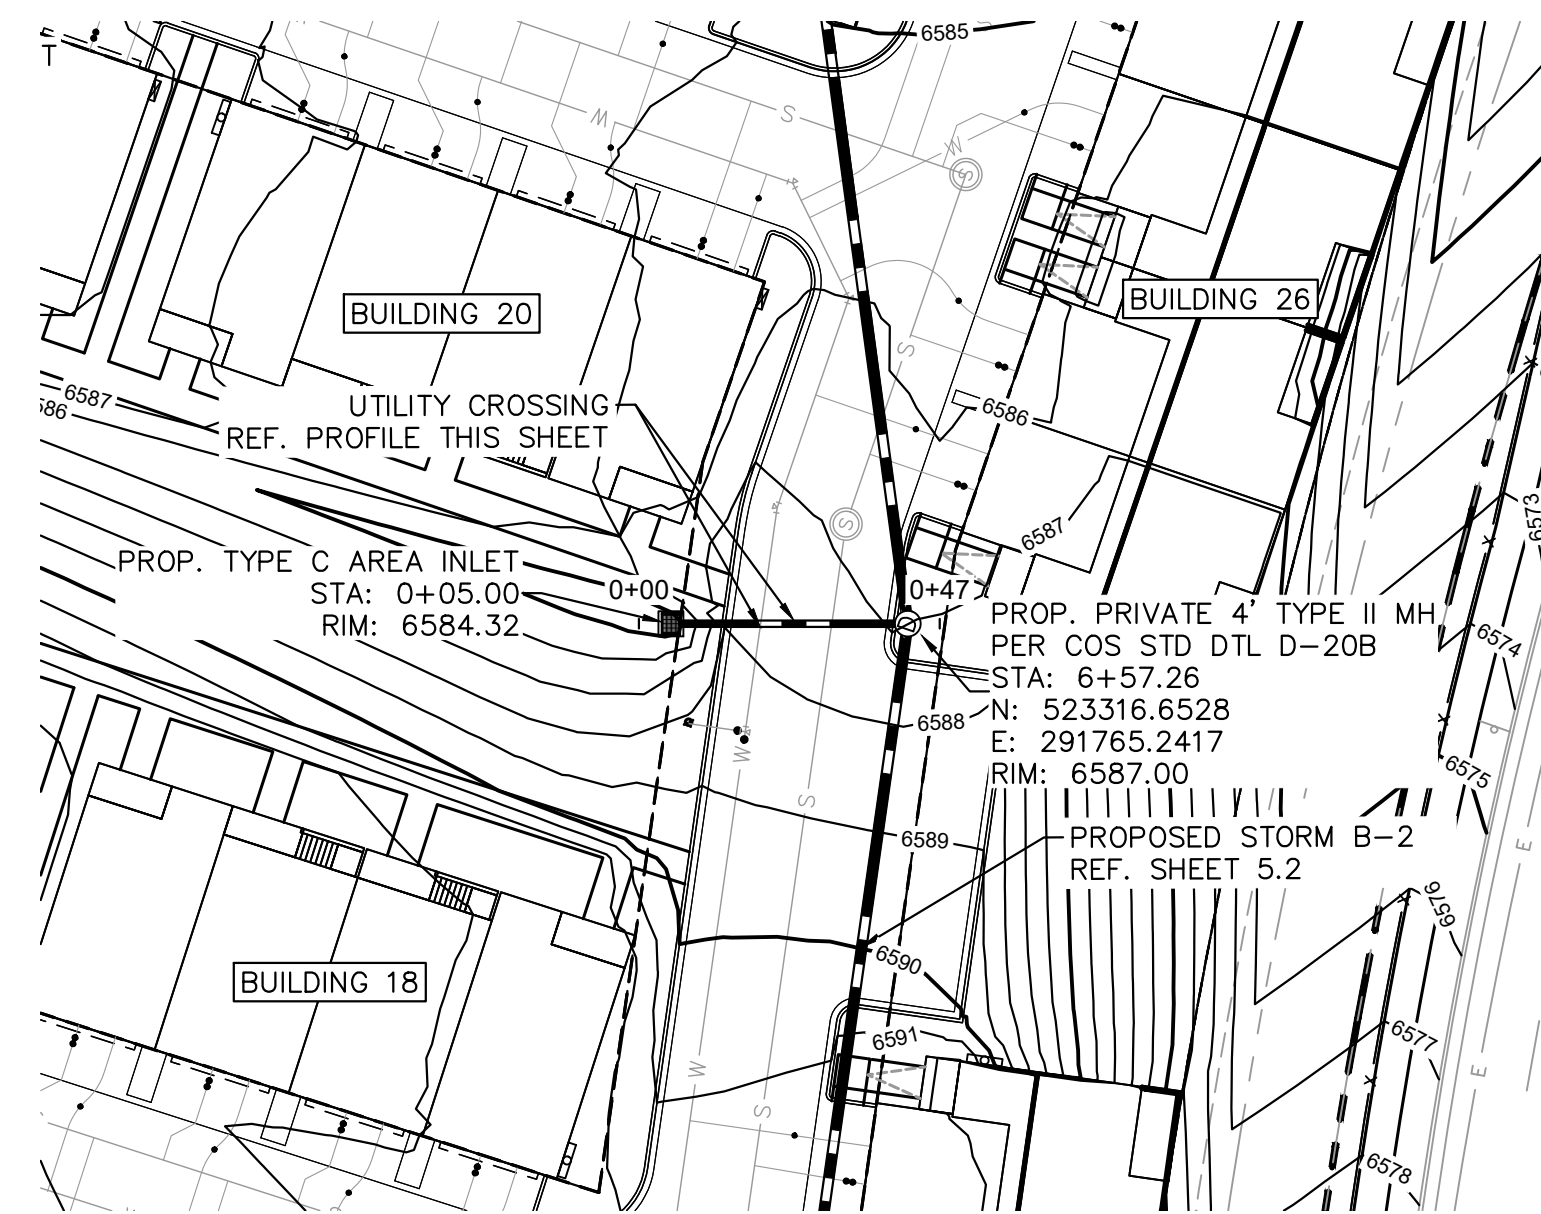 T
6585
W
S
W
S
BUILDING 20
BUILDING 26
S
6587
586
UTILITY CROSSING
REF. PROFILE THIS SHEET
6586
S
6587
6573
PROP. TYPE C AREA INLET
STA: 0+05.00
RIM: 6584.32
0+00
0+47
PROP. PRIVATE 4' TYPE II MH
PER COS STD DTL D-20B
STA: 6+57.26
N: 523316.6528
E: 291765.2417
RIM: 6587.00
6574
6588
W
S
6575
6589
PROPOSED STORM B-2
REF. SHEET 5.2
E
6576
6590
BUILDING 18
6591
6577
W
S
E
6578